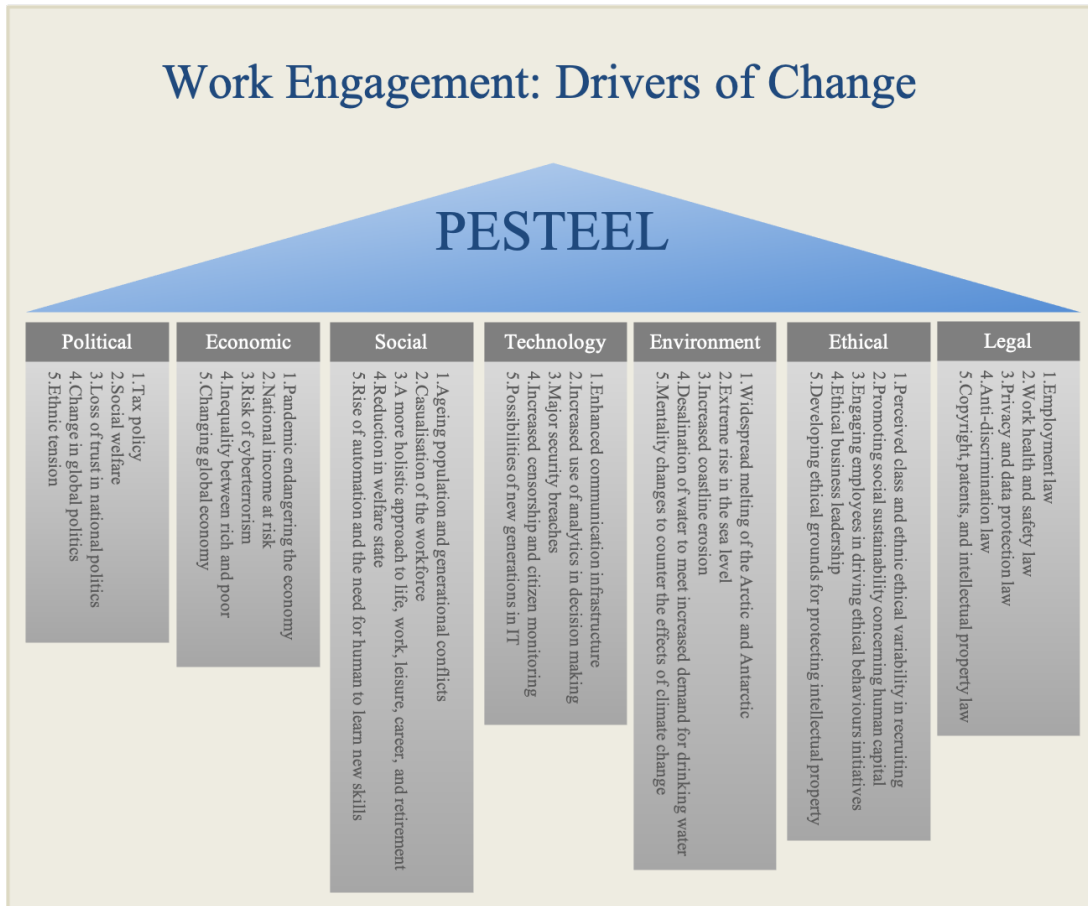 Work Engagement: Drivers of Change
PESTEEL
Political
1.Tax policy
2.Social welfare
3.Loss of trust in national politics
4.Change in global politics
5.Ethnic tension
Economic
1.Pandemic endangering the economy
2.National income at risk
3.Risk of cyberterrorism
4.Inequality between rich and poor
5.Changing global economy
Social
1.Ageing population and generational conflicts
2.Casualisation of the workforce
3.A more holistic approach to life, work, leisure, career, and retirement
4.Reduction in welfare state
5.Rise of automation and the need for human to learn new skills
Technology
1.Enhanced communication infrastructure
2.Increased use of analytics in decision making
3.Major security breaches
4.Increased censorship and citizen monitoring
5.Possibilities of new generations in IT
Environment
1.Widespread melting of the Arctic and Antarctic
2.Extreme rise in the sea level
3.Increased coastline erosion
4.Desalination of water to meet increased demand for drinking water
5.Mentality changes to counter the effects of climate change
Ethical
1.Perceived class and ethnic ethical variability in recruiting
2.Promoting social sustainability concerning human capital
3.Engaging employees in driving ethical behaviours initiatives
4.Ethical business leadership
5.Developing ethical grounds for protecting intellectual property
Legal
1.Employment law
2.Work health and safety law
3.Privacy and data protection law
4.Anti-discrimination law
5.Copyright, patents, and intellectual property law